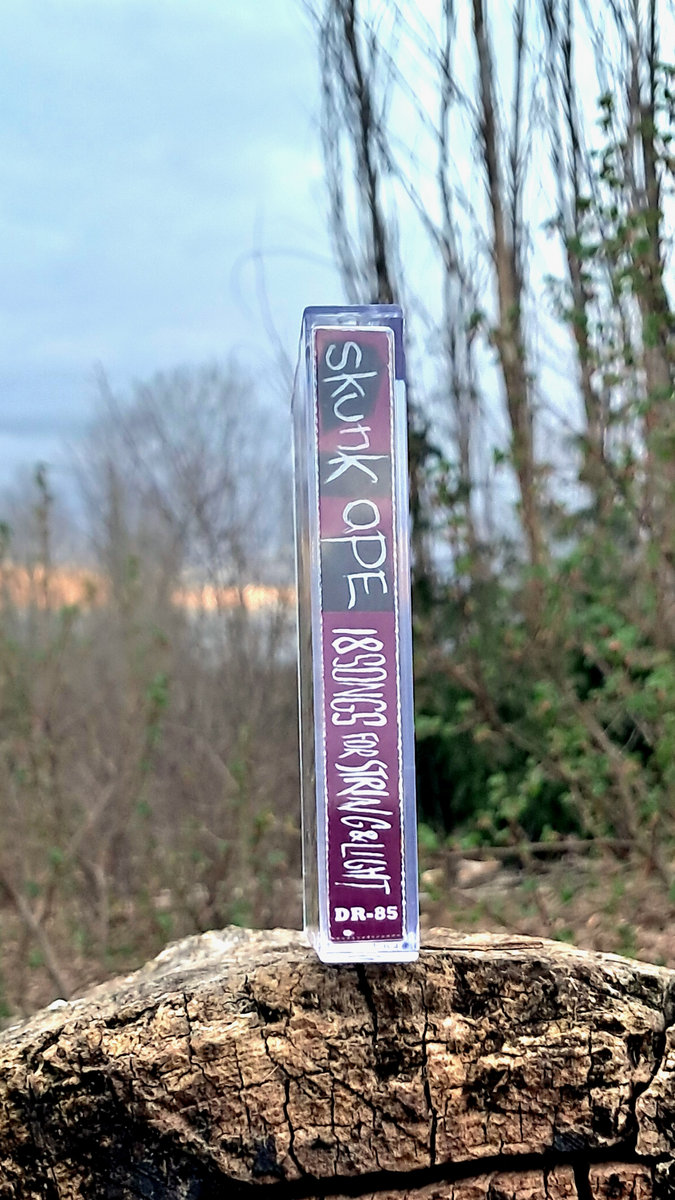 skunk apE
18 SONGS FOR STRING & LIGHT
DR-85